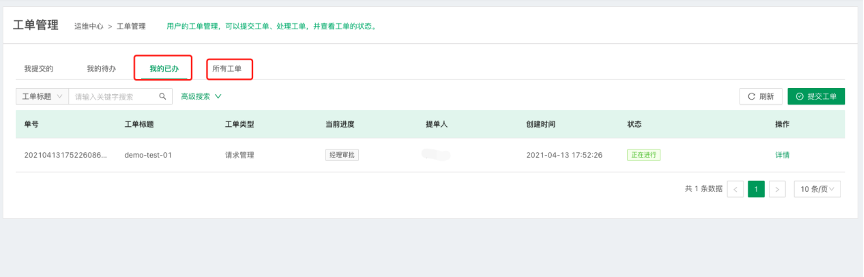 工单管理 运维中心 > 工单管理 用户的工单管理，可以提交工单、处理工单、并查看工单的状态。
我提交的 我的待办 我的已办 所有工单
工单标题 请输入关键字搜索 高级搜索 刷新 提交工单
单号 工单标题 工单类型 当前进度 提单人 创建时间 状态 操作
20210413175226086... demo-test-01 请求管理 经理审批 2021-04-13 17:52:26 正在进行 详情
共 1 条数据 < 1 > 10 条/页